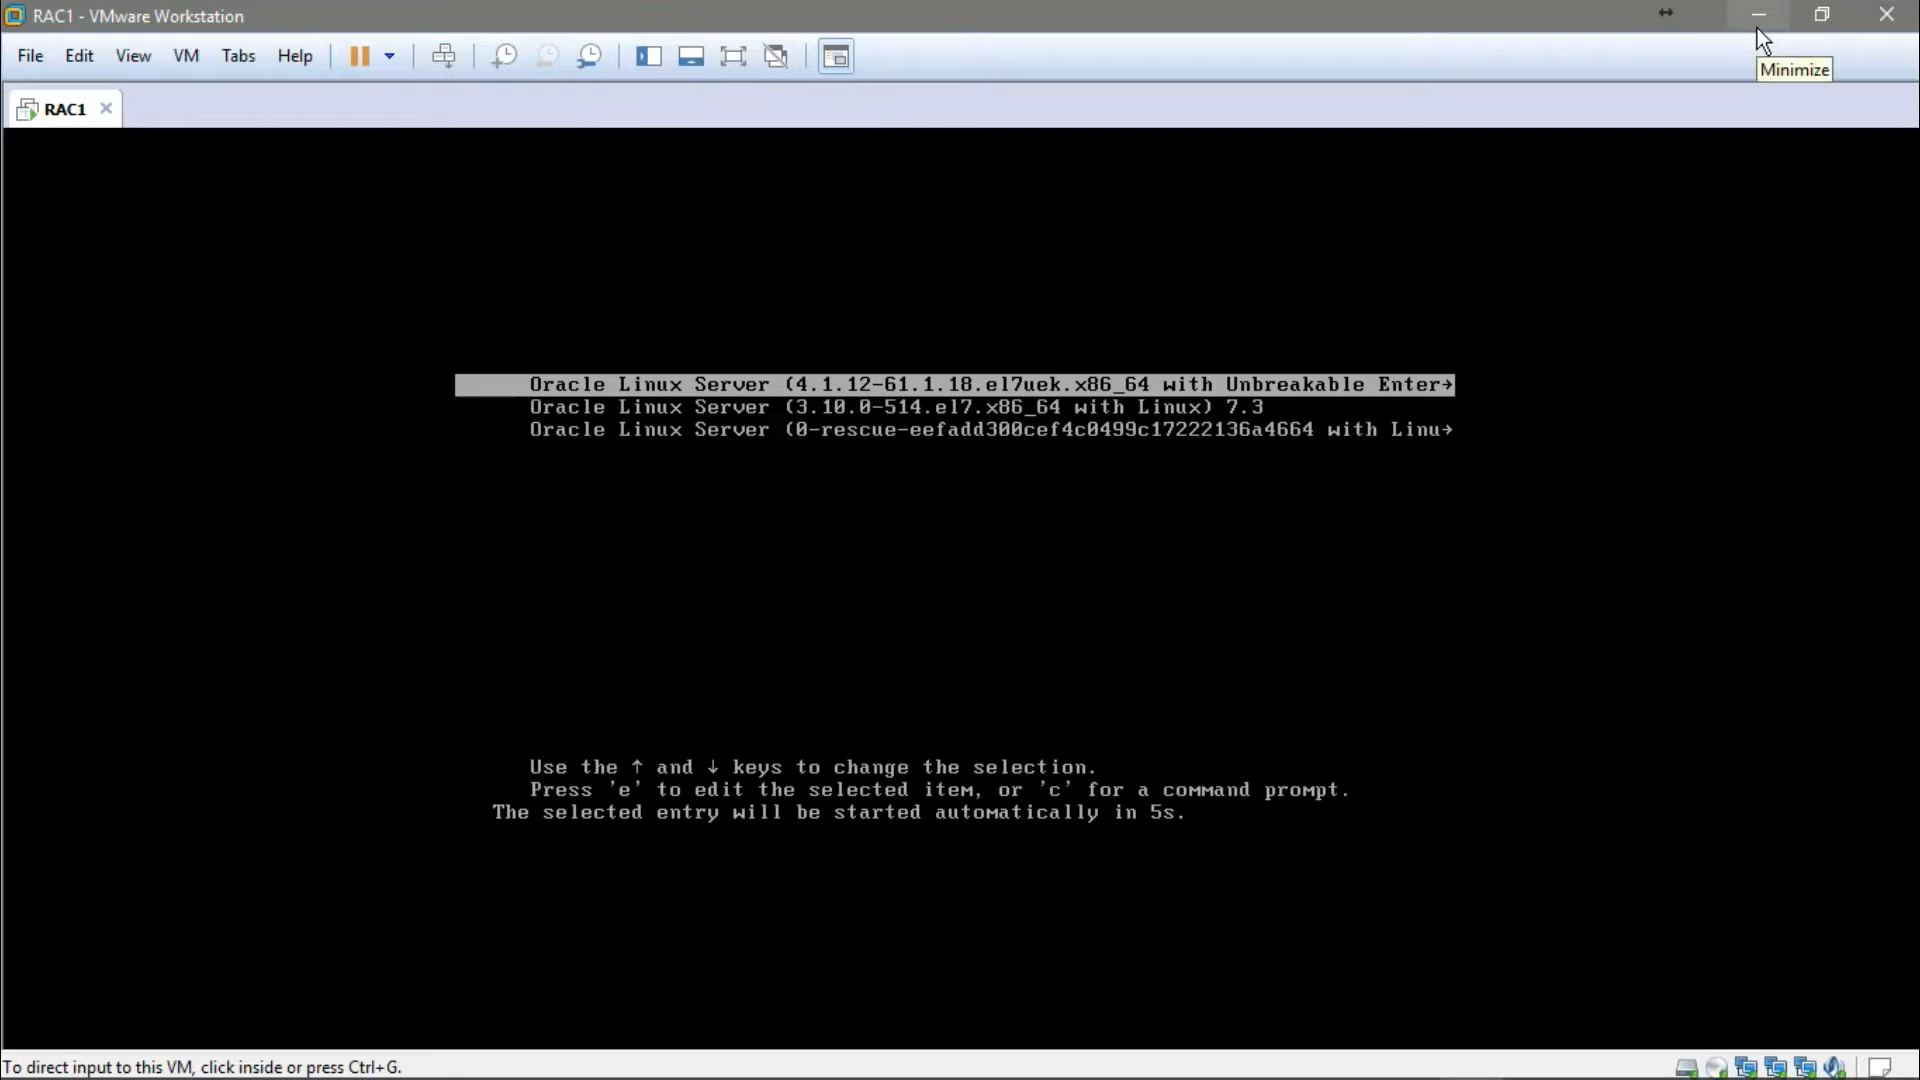 RAC1 - VMware Workstation
File Edit View VM Tabs Help
Minimize
RAC1
Oracle Linux Server (4.1.12-61.1.18.el7uek.x86_64 with Unbreakable Enter→
Oracle Linux Server (3.10.0-514.el7.x86_64 with Linux) 7.3
Oracle Linux Server (0-rescue-eefadd300cef4c0499c17222136a4664 with Linu→
Use the ↑ and ↓ keys to change the selection.
Press 'e' to edit the selected item, or 'c' for a command prompt.
The selected entry will be started automatically in 5s.
To direct input to this VM, click inside or press Ctrl+G.